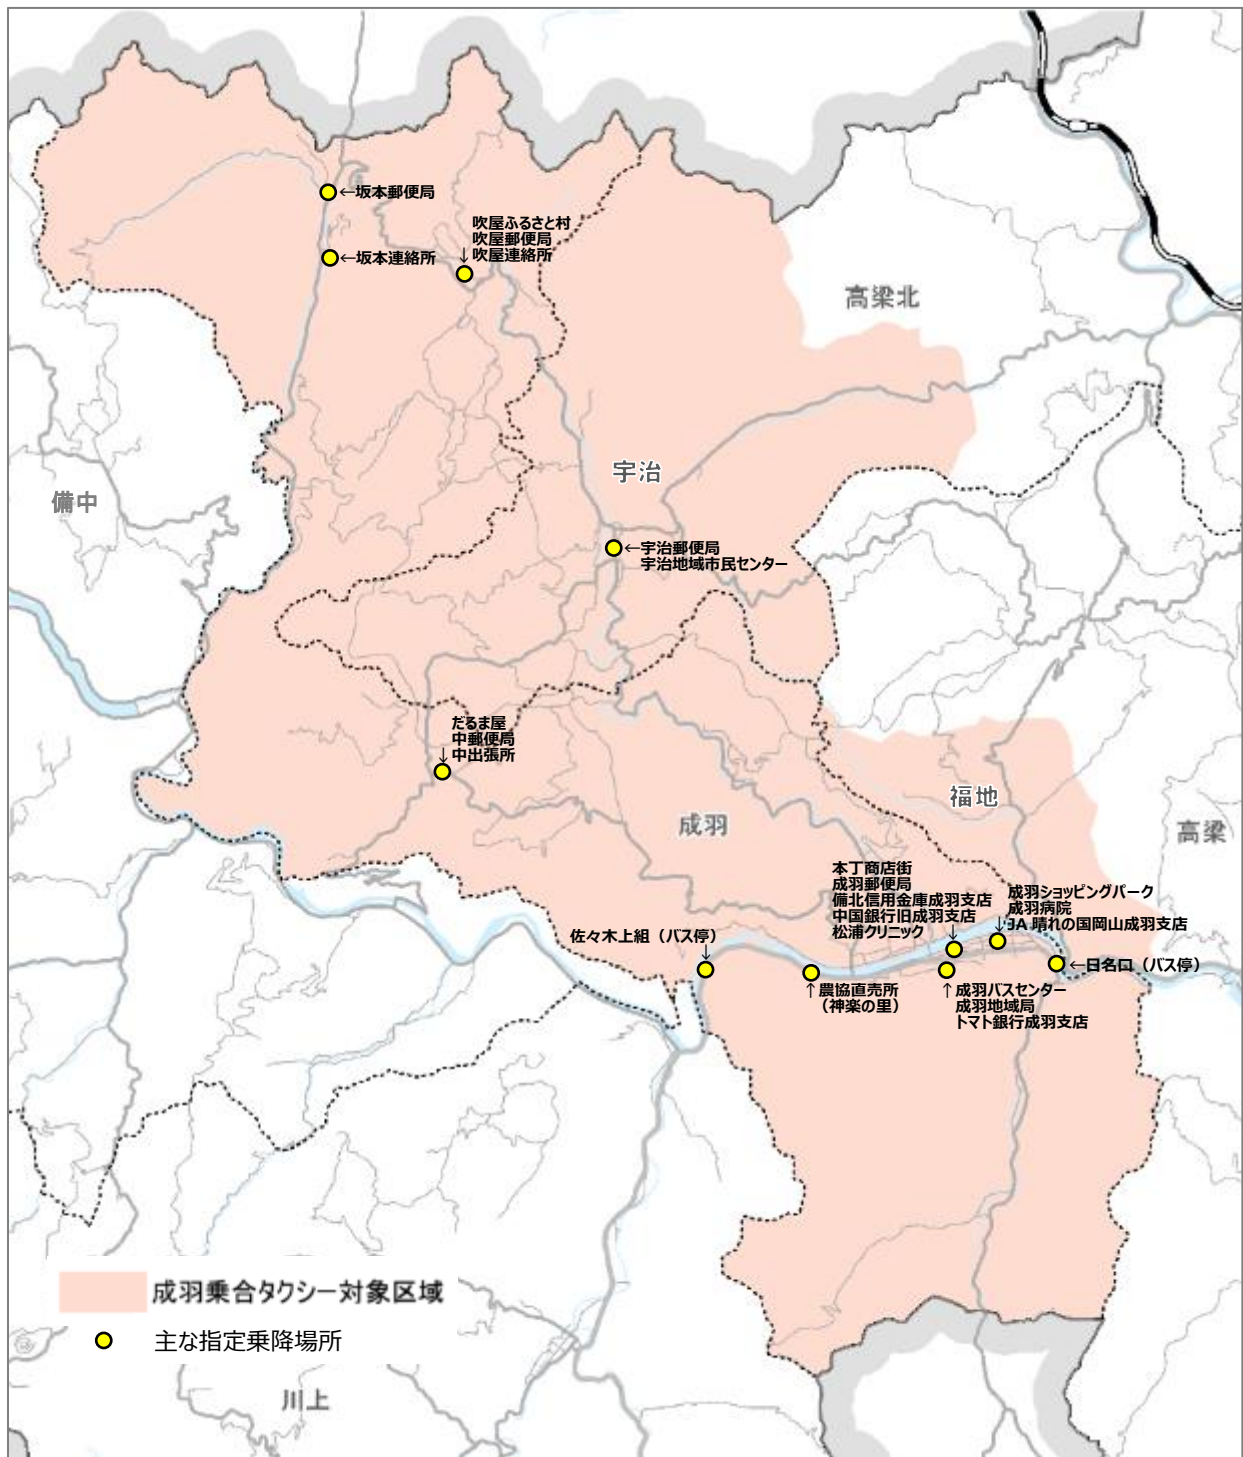 ←坂本郵便局
吹屋ふるさと村
吹屋郵便局
↓吹屋連絡所
←坂本連絡所
高梁北
宇治
備中
←宇治郵便局
宇治地域市民センター
だるま屋
中郵便局
↓中出張所
福地
成羽
高梁
本丁商店街
成羽郵便局
備北信用金庫成羽支店
中国銀行旧成羽支店
松浦クリニック
↓
成羽ショッピングパーク
成羽病院
↓JA 晴れの国岡山成羽支店
佐々木上組（バス停）
↓
←日名口（バス停）
↑農協直売所
（神楽の里）
↑成羽バスセンター
成羽地域局
トマト銀行成羽支店
成羽乗合タクシー対象区域
主な指定乗降場所
川上